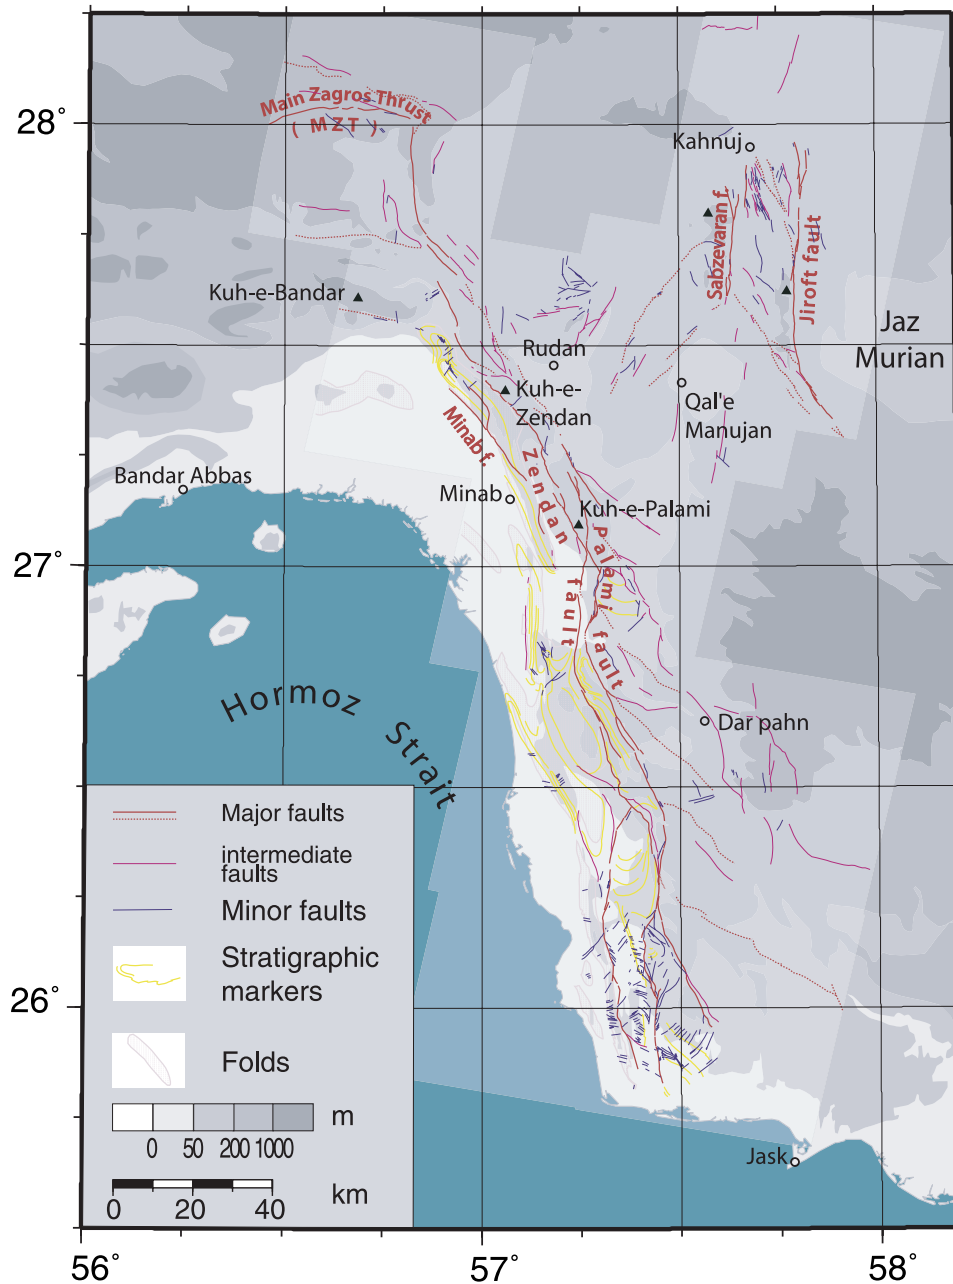 Main Zagros Thrust
( MZT )
28°
Kahnuj
Sabzevaran f.
Jiroft fault
Kuh-e-Bandar
Jaz
Murian
Rudan
Kuh-e-
Zendan
Qal'e
Manujan
Minab f.
Zendan fault
Bandar Abbas
Minab
Kuh-e-Palami
Palami fault
27°
Hormoz Strait
Dar pahn
Major faults
intermediate
faults
Minor faults
Stratigraphic
markers
26°
Folds
m
0 50 200 1000
km
0 20 40
Jask
56° 57° 58°